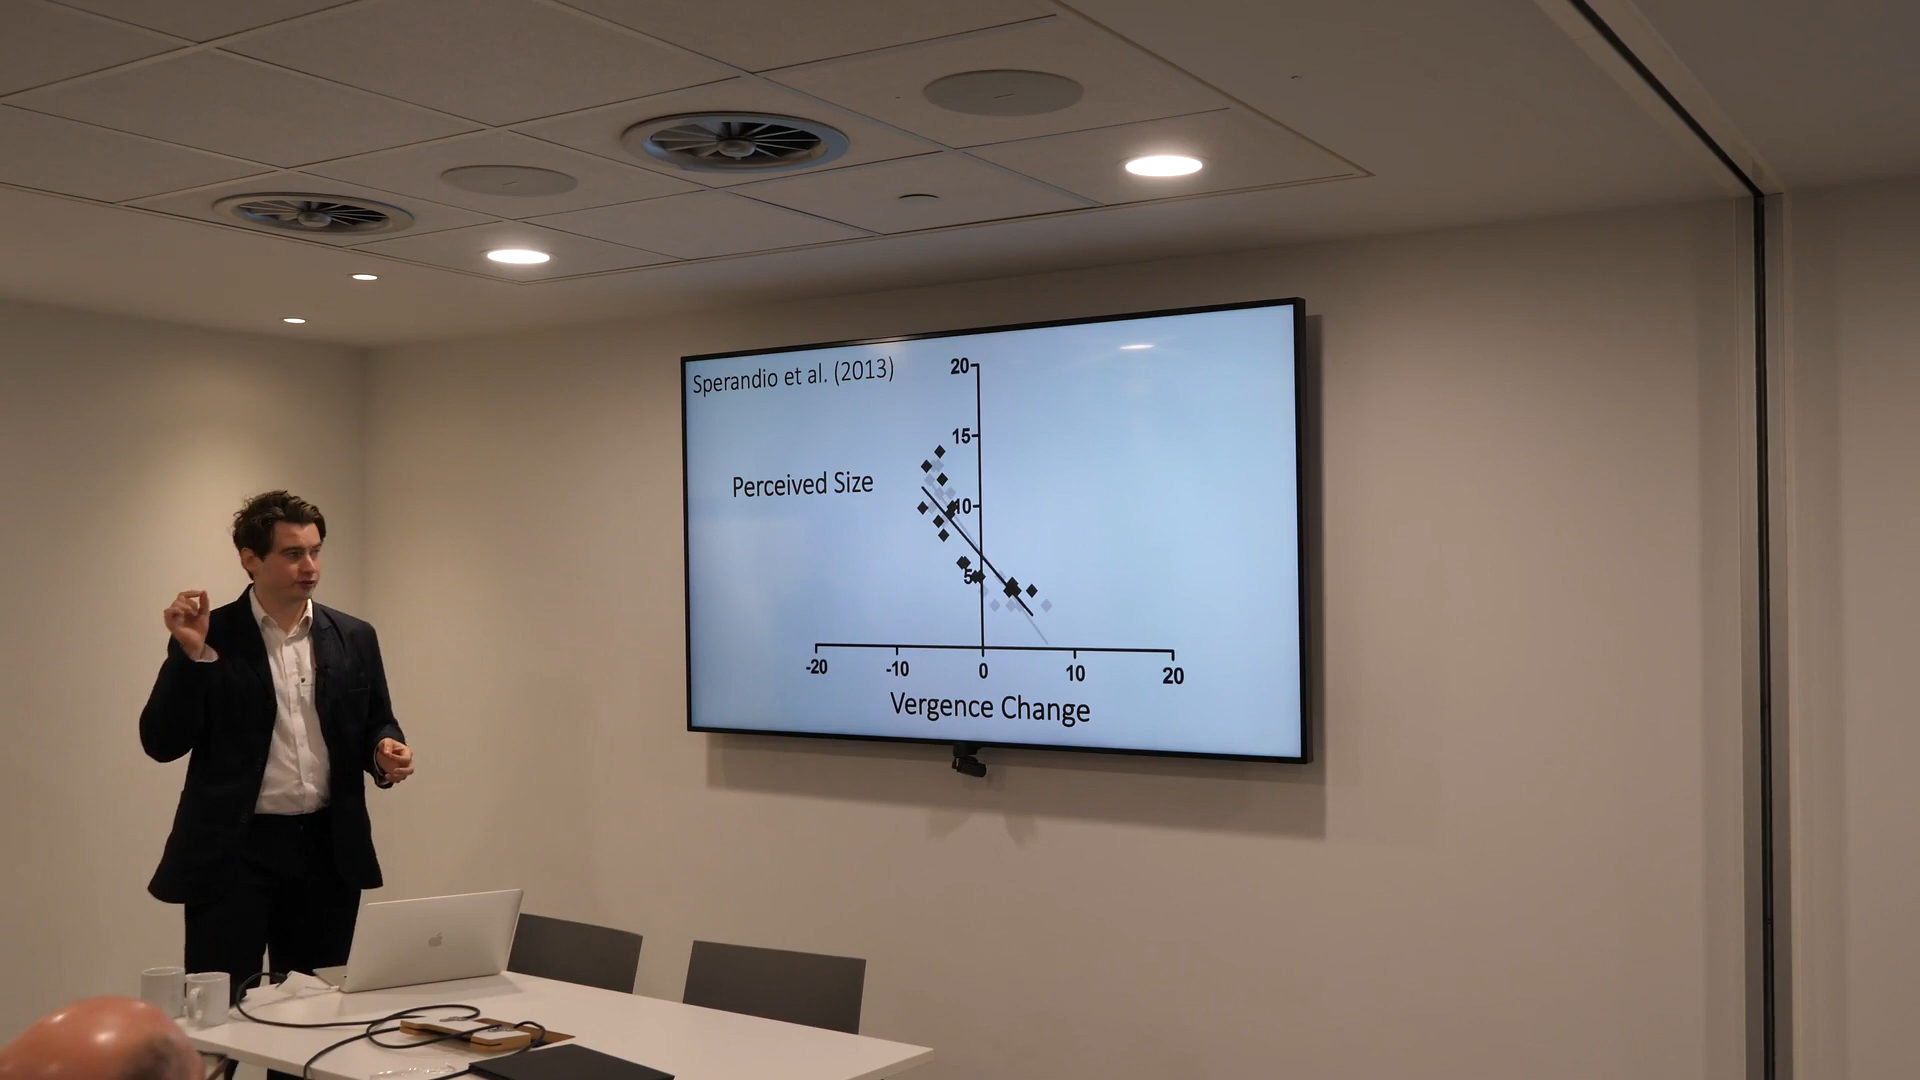 Sperandio et al. (2013)
20
15
Perceived Size
10
5
-20 -10 0 10 20
Vergence Change